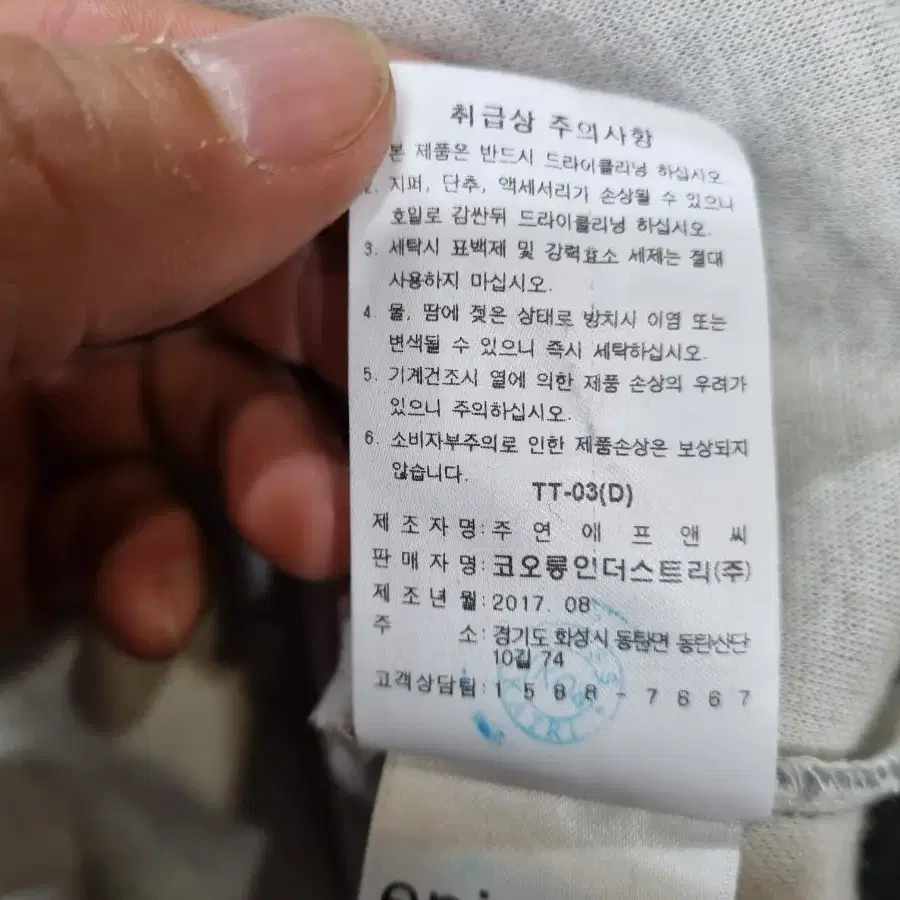 취급상 주의사항
본 제품은 반드시 드라이클리닝 하십시오.
2. 지퍼, 단추, 액세서리가 손상될 수 있으니
호일로 감싼뒤 드라이클리닝 하십시오.
3. 세탁시 표백제 및 강력효소 세제는 절대
사용하지 마십시오.
4. 물, 땀에 젖은 상태로 방치시 이염 또는
변색될 수 있으니 즉시 세탁하십시오.
5. 기계건조시 열에 의한 제품 손상의 우려가
있으니 주의하십시오.
6. 소비자부주의로 인한 제품손상은 보상되지
않습니다.
TT-03(D)
제조자명: 주연에프앤씨
판매자명: 코오롱인더스트리(주)
제조년월: 2017. 08
주 소: 경기도 화성시 동탄면 동탄산단
10길 74
고객상담팀: 1588-7667